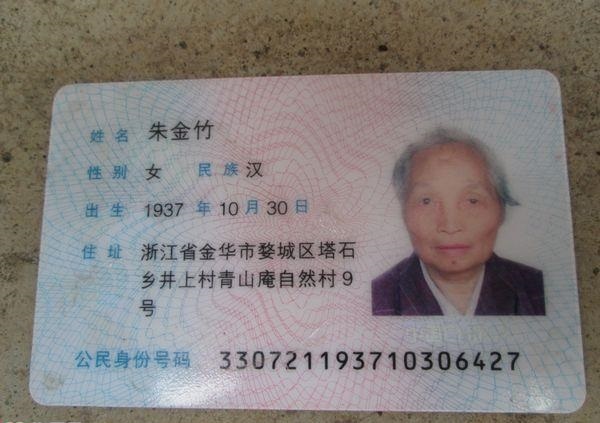 姓名 朱金竹
性别 女 民族 汉
出生 1937 年 10 月 30 日
住址 浙江省金华市婺城区塔石
乡井上村青山庵自然村9
号
公民身份号码 330721193710306427